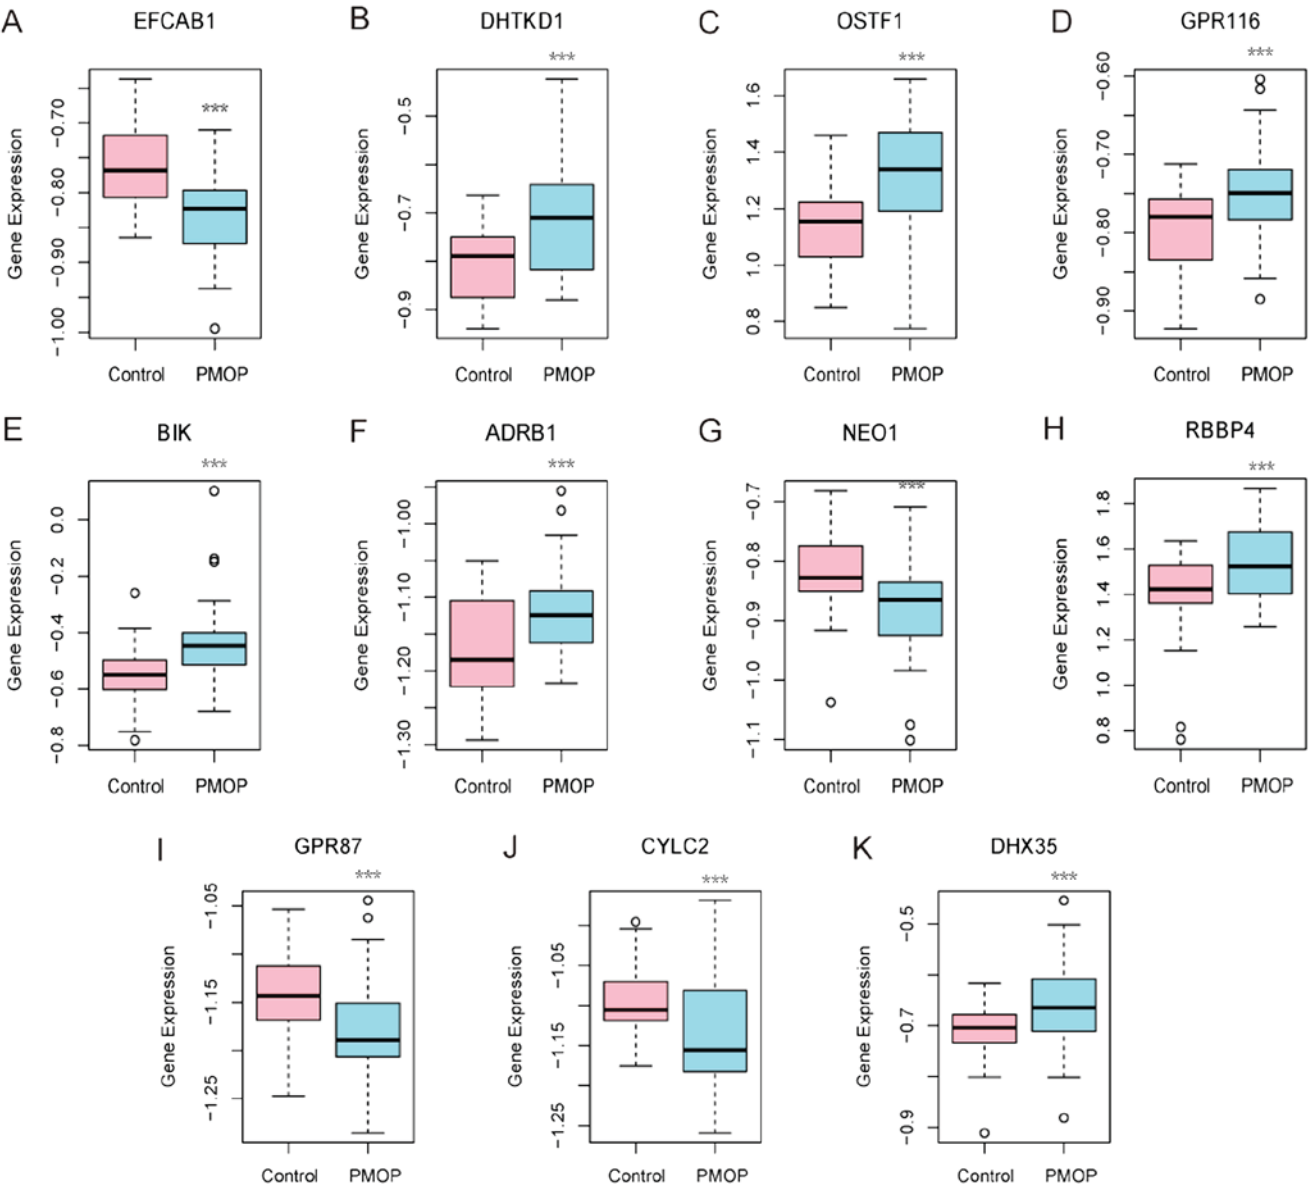 A EFCAB1 B DHTKD1 C OSTF1 D GPR116
*** *** *** ***
Gene Expression −0.70 −0.80 −0.90 −1.00
Gene Expression −0.5 −0.7 −0.9
Gene Expression 1.6 1.4 1.2 1.0 0.8
Gene Expression −0.60 −0.70 −0.80 −0.90
Control PMOP Control PMOP Control PMOP Control PMOP
E BIK F ADRB1 G NEO1 H RBBP4
*** *** *** ***
Gene Expression 0.0 −0.2 −0.4 −0.6 −0.8
Gene Expression −1.00 −1.10 −1.20 −1.30
Gene Expression −0.7 −0.8 −0.9 −1.0 −1.1
Gene Expression 1.8 1.6 1.4 1.2 1.0 0.8
Control PMOP Control PMOP Control PMOP Control PMOP
I GPR87 J CYLC2 K DHX35
*** *** ***
Gene Expression −1.05 −1.15 −1.25
Gene Expression −1.05 −1.15 −1.25
Gene Expression −0.5 −0.7 −0.9
Control PMOP Control PMOP Control PMOP